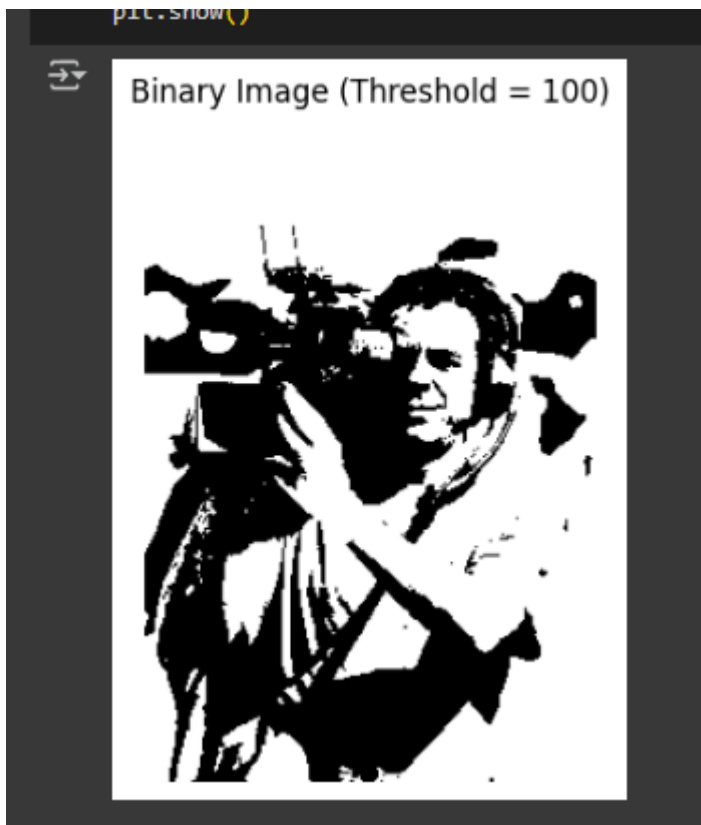 plt.show()
Binary Image (Threshold = 100)